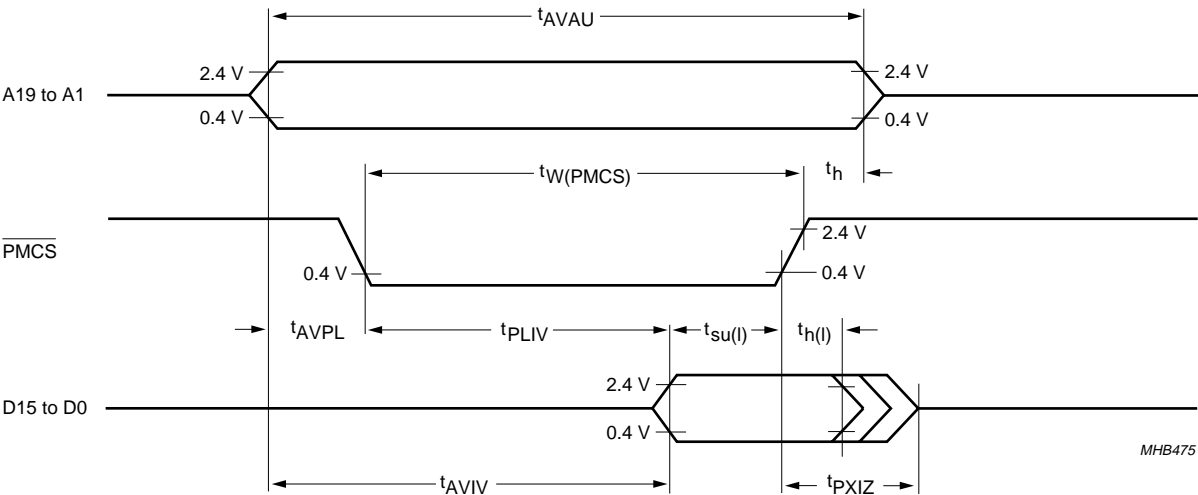 tAVAU
2.4 V
2.4 V
A19 to A1
0.4 V
0.4 V
tW(PMCS)
th
PMCS
2.4 V
0.4 V
0.4 V
tAVPL
tPLIV
tsu(I)
th(I)
2.4 V
D15 to D0
0.4 V
MHB475
tAVIV
tPXIZ